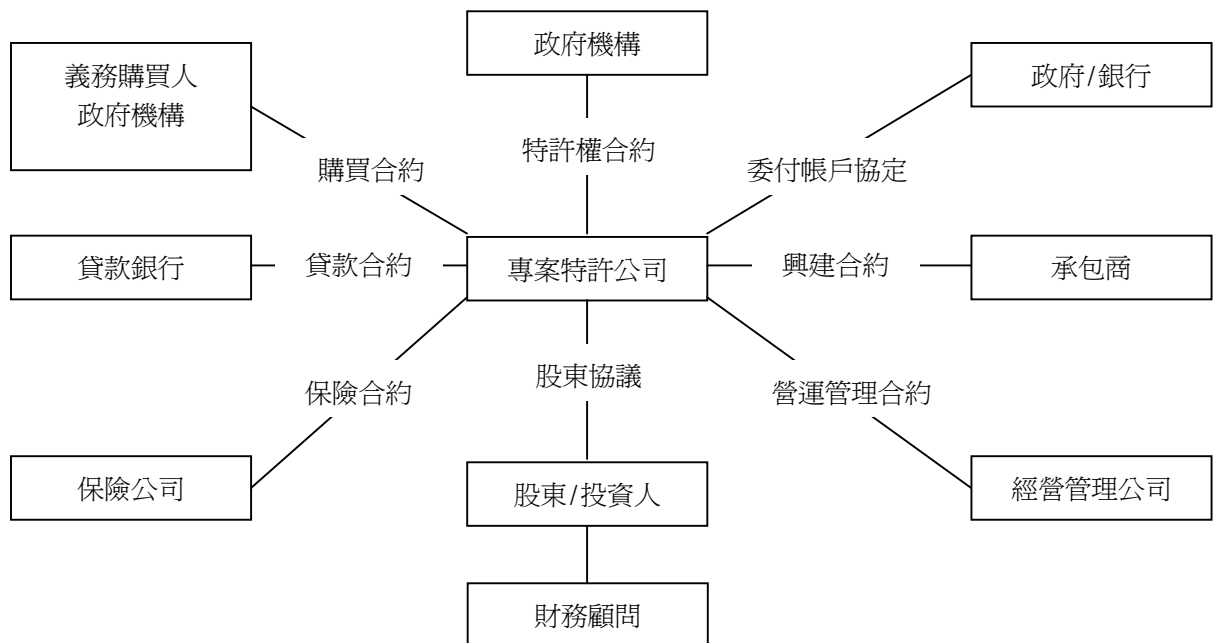 政府機構
義務購買人
政府機構
政府/銀行
特許權合約
購買合約
委付帳戶協定
貸款銀行
貸款合約
專案特許公司
興建合約
承包商
股東協議
保險合約
營運管理合約
保險公司
股東/投資人
經營管理公司
財務顧問